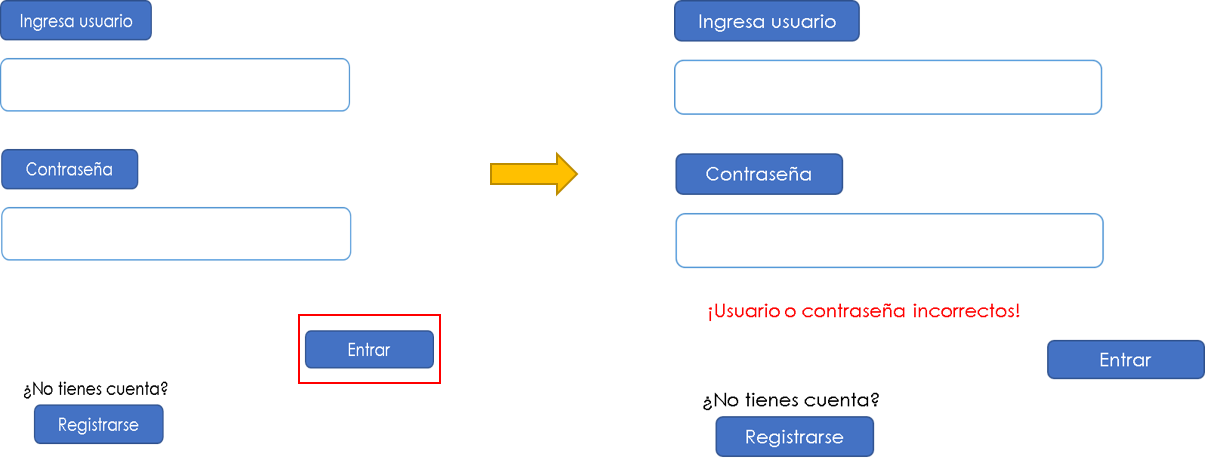 Ingresa usuario
Contraseña
Entrar
¿No tienes cuenta?
Registrarse
Ingresa usuario
Contraseña
¡Usuario o contraseña incorrectos!
Entrar
¿No tienes cuenta?
Registrarse